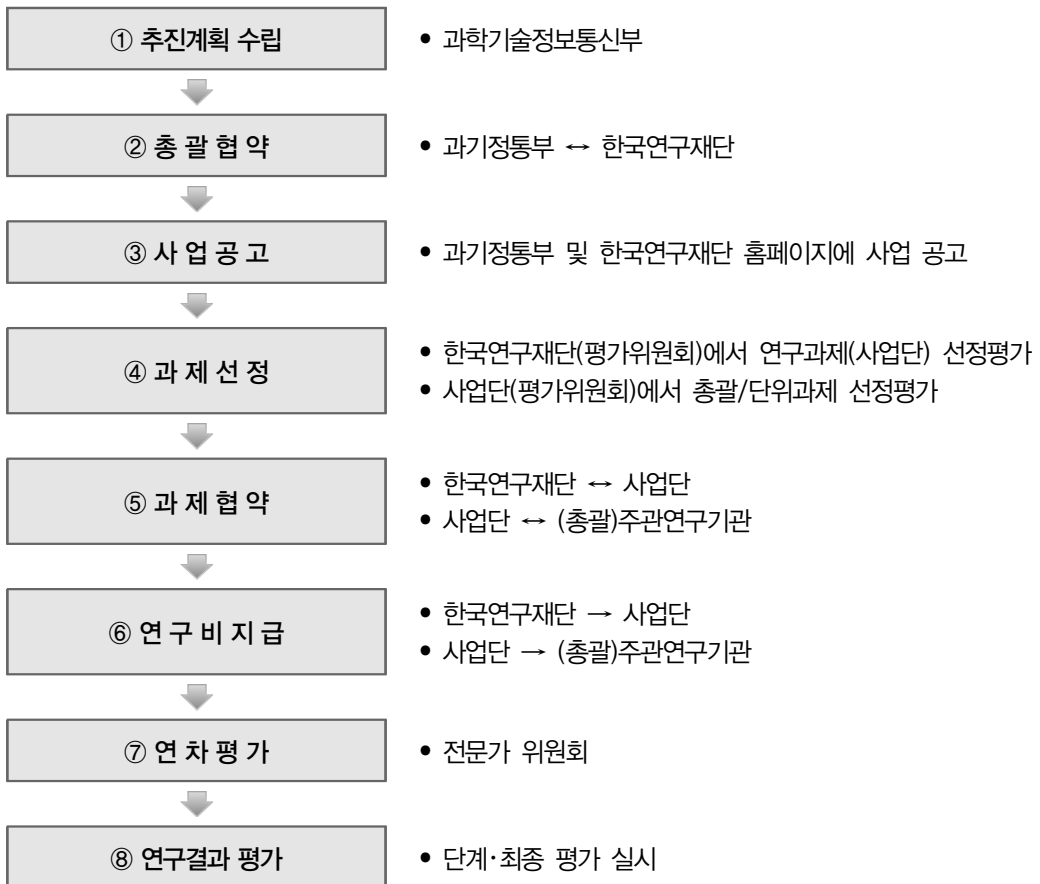 ① 추진계획 수립
• 과학기술정보통신부
② 총 괄 협 약
• 과기정통부 ↔ 한국연구재단
③ 사 업 공 고
• 과기정통부 및 한국연구재단 홈페이지에 사업 공고
④ 과 제 선 정
• 한국연구재단(평가위원회)에서 연구과제(사업단) 선정평가
• 사업단(평가위원회)에서 총괄/단위과제 선정평가
⑤ 과 제 협 약
• 한국연구재단 ↔ 사업단
• 사업단 ↔ (총괄)주관연구기관
⑥ 연 구 비 지 급
• 한국연구재단 → 사업단
• 사업단 → (총괄)주관연구기관
⑦ 연 차 평 가
• 전문가 위원회
⑧ 연구결과 평가
• 단계·최종 평가 실시